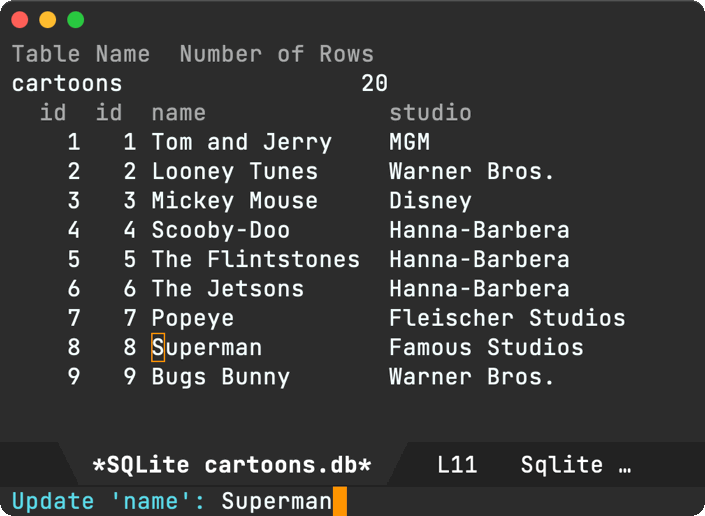 Table Name  Number of Rows
cartoons 20
id id name studio
1 1 Tom and Jerry MGM
2 2 Looney Tunes Warner Bros.
3 3 Mickey Mouse Disney
4 4 Scooby-Doo Hanna-Barbera
5 5 The Flintstones Hanna-Barbera
6 6 The Jetsons Hanna-Barbera
7 7 Popeye Fleischer Studios
8 8 Superman Famous Studios
9 9 Bugs Bunny Warner Bros.
*SQLite cartoons.db* L11 Sqlite …
Update 'name': Superman